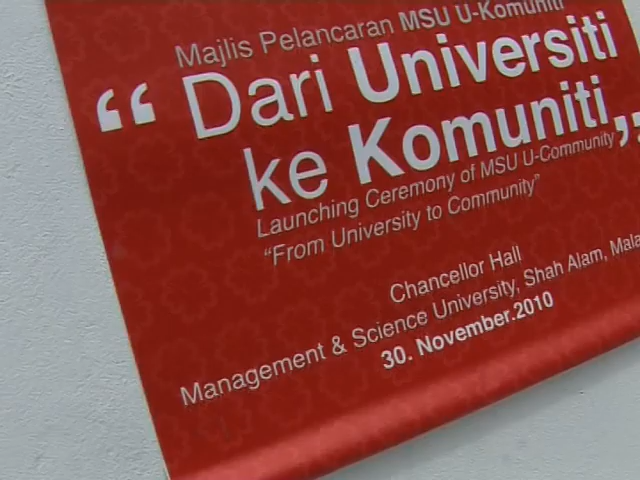 Majlis Pelancaran MSU U-Komuniti
“ Dari Universiti
ke Komuniti ”
Launching Ceremony of MSU U-Community
“From University to Community”
Chancellor Hall
Management & Science University, Shah Alam,
30. November.2010